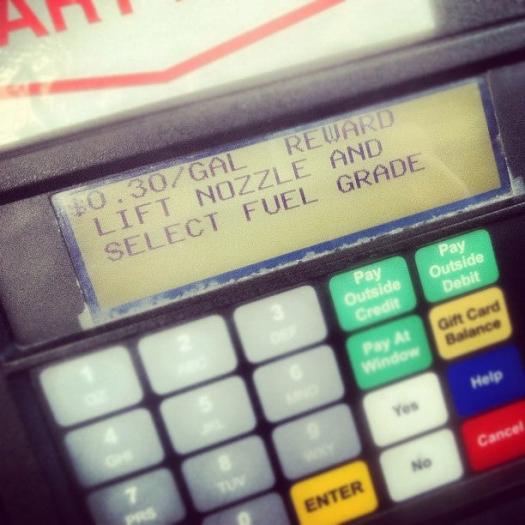 ART
$0.30/GAL REWARD
LIFT NOZZLE AND
SELECT FUEL GRADE
Pay Outside Credit
Pay Outside Debit
1
QZ
2
ABC
3
DEF
Pay At Window
Gift Card Balance
4
GHI
5
JKL
6
MNO
Yes
Help
7
PRS
8
TUV
9
WXY
No
Cancel
0
ENTER